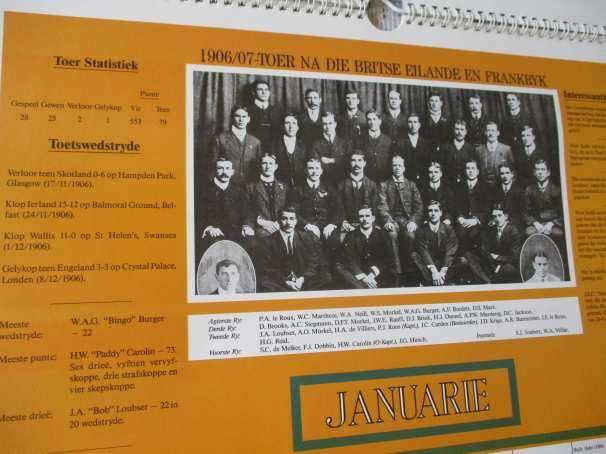 1906/07-TOER NA DIE BRITSE EILANDE EN FRANKRYK
Toer Statistiek
Punte
Gespeel Gewen Verloor Gelykop Vir Teen
28 25 2 1 553 79
Toetswedstryde
Verloor teen Skotland 0-6 op Hampden Park,
Glasgow (17/11/1906).
Klop Ierland 15-12 op Balmoral Ground, Bel-
fast (24/11/1906).
Klop Wallis 11-0 op St Helen's, Swansea
(1/12/1906).
Gelykop teen Engeland 3-3 op Crystal Palace,
Londen (8/12/1906).
Meeste wedstryde:
W.A.G. "Bingo" Burger
— 22
Meeste punte:
H.W. "Paddy" Carolin — 73.
Ses drieë, vyftien vervyf-
skoppe, drie strafskoppe en
vier skepskoppe.
Meeste drieë:
J.A. "Bob" Loubser — 22 in
20 wedstryde.
Agterste Ry: P.A. le Roux, W.C. Martheze, W.A. Neill, W.S. Morkel, W.A.G. Burger, A.F. Burdett, D.S. Mare.
Derde Ry: D. Brooks, A.C. Stegmann, D.F.T. Morkel, J.W.E. Raaff, D.J. Brink, H.J. Daneel, A.F.W. Marsberg, D.C. Jackson.
Tweede Ry: J.A. Loubser, A.O. Morkel, H.A. de Villiers, P.J. Roos (Kapt.), J.C. Carden (Bestuurder), J.D. Krige, A.R. Burmeister, J.S. le Roux,
H.G. Reid.
Voorste Ry: S.C. de Melker, F.J. Dobbin, H.W. Carolin (O-Kapt.), J.G. Hirsch. S.J. Joubert, W.A. Millar.
JANUARIE